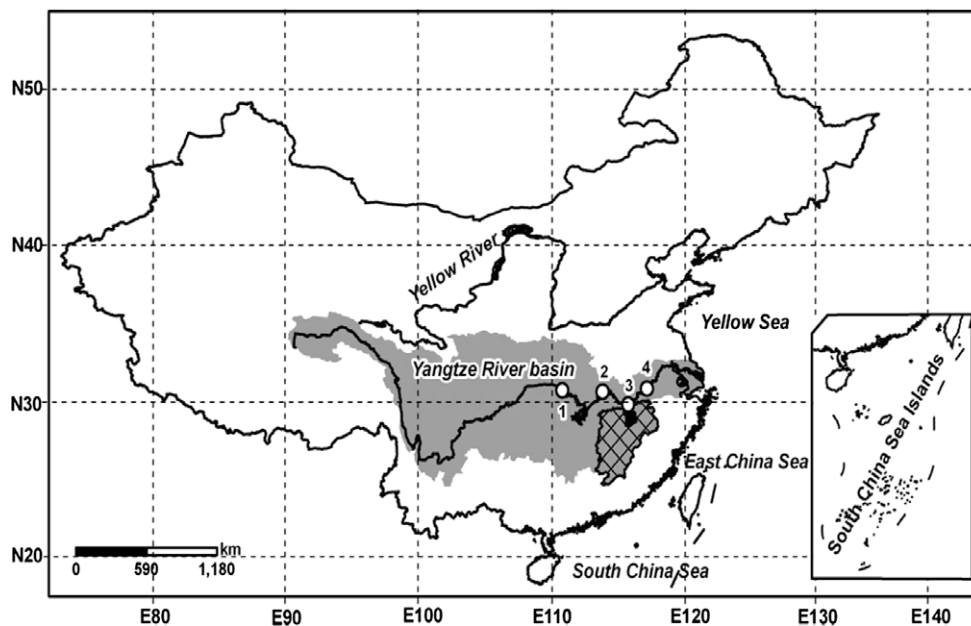 N50
N40
N30
N20
Yellow River
Yellow Sea
Yangtze River basin
2
4
3
1
East China Sea
South China Sea Islands
km
0 590 1,180
South China Sea
E80 E90 E100 E110 E120 E130 E140